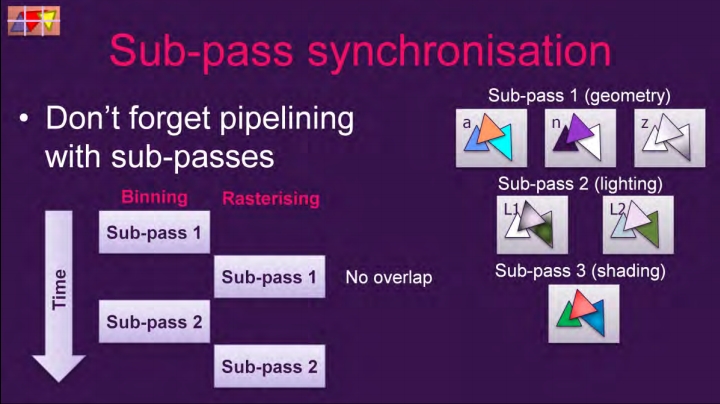 Sub-pass synchronisation
• Don't forget pipelining
with sub-passes
Binning
Rasterising
Time
Sub-pass 1
Sub-pass 1
No overlap
Sub-pass 2
Sub-pass 2
Sub-pass 1 (geometry)
a
n
z
Sub-pass 2 (lighting)
L1
L2
Sub-pass 3 (shading)